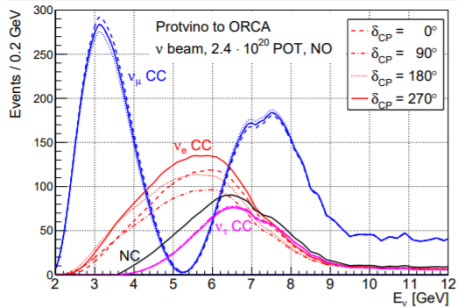 Events / 0.2 GeV
300
250
200
150
100
50
0
Protvino to ORCA
ν beam, 2.4 · 10²⁰ POT, NO
δCP = 0°
δCP = 90°
δCP = 180°
δCP = 270°
νμ CC
νe CC
NC
ντ CC
2 3 4 5 6 7 8 9 10 11 12
Eν [GeV]